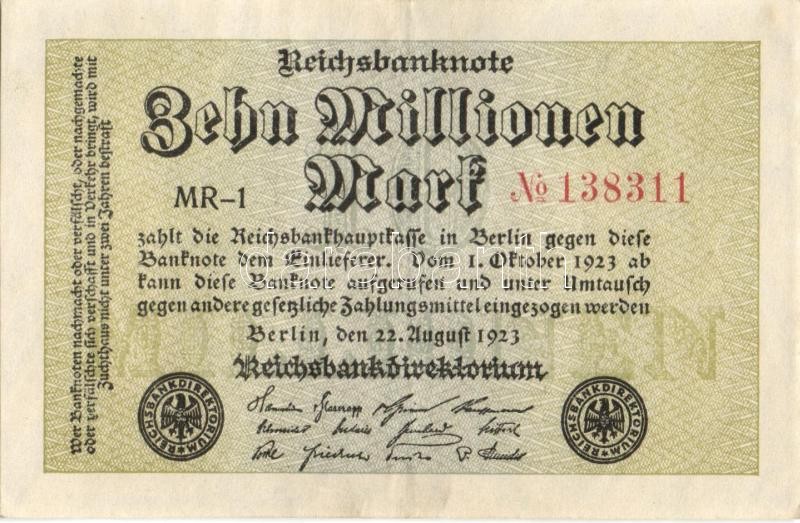 Reichsbanknote
Zehn Millionen
Mark
MR-1
№ 138311
zahlt die Reichsbankhauptkasse in Berlin gegen diese
Banknote dem Einlieferer. Vom 1. Oktober 1923 ab
kann diese Banknote aufgerufen und unter Umtausch
gegen andere gesetzliche Zahlungsmittel eingezogen werden
Berlin, den 22. August 1923
Reichsbankdirektorium
REICHSBANKDIREKTORIUM
REICHSBANKDIREKTORIUM
Wer Banknoten nachmacht oder verfälscht, oder nachgemachte
oder verfälschte sich verschafft und in Verkehr bringt, wird mit
Zuchthaus nicht unter zwei Jahren bestraft